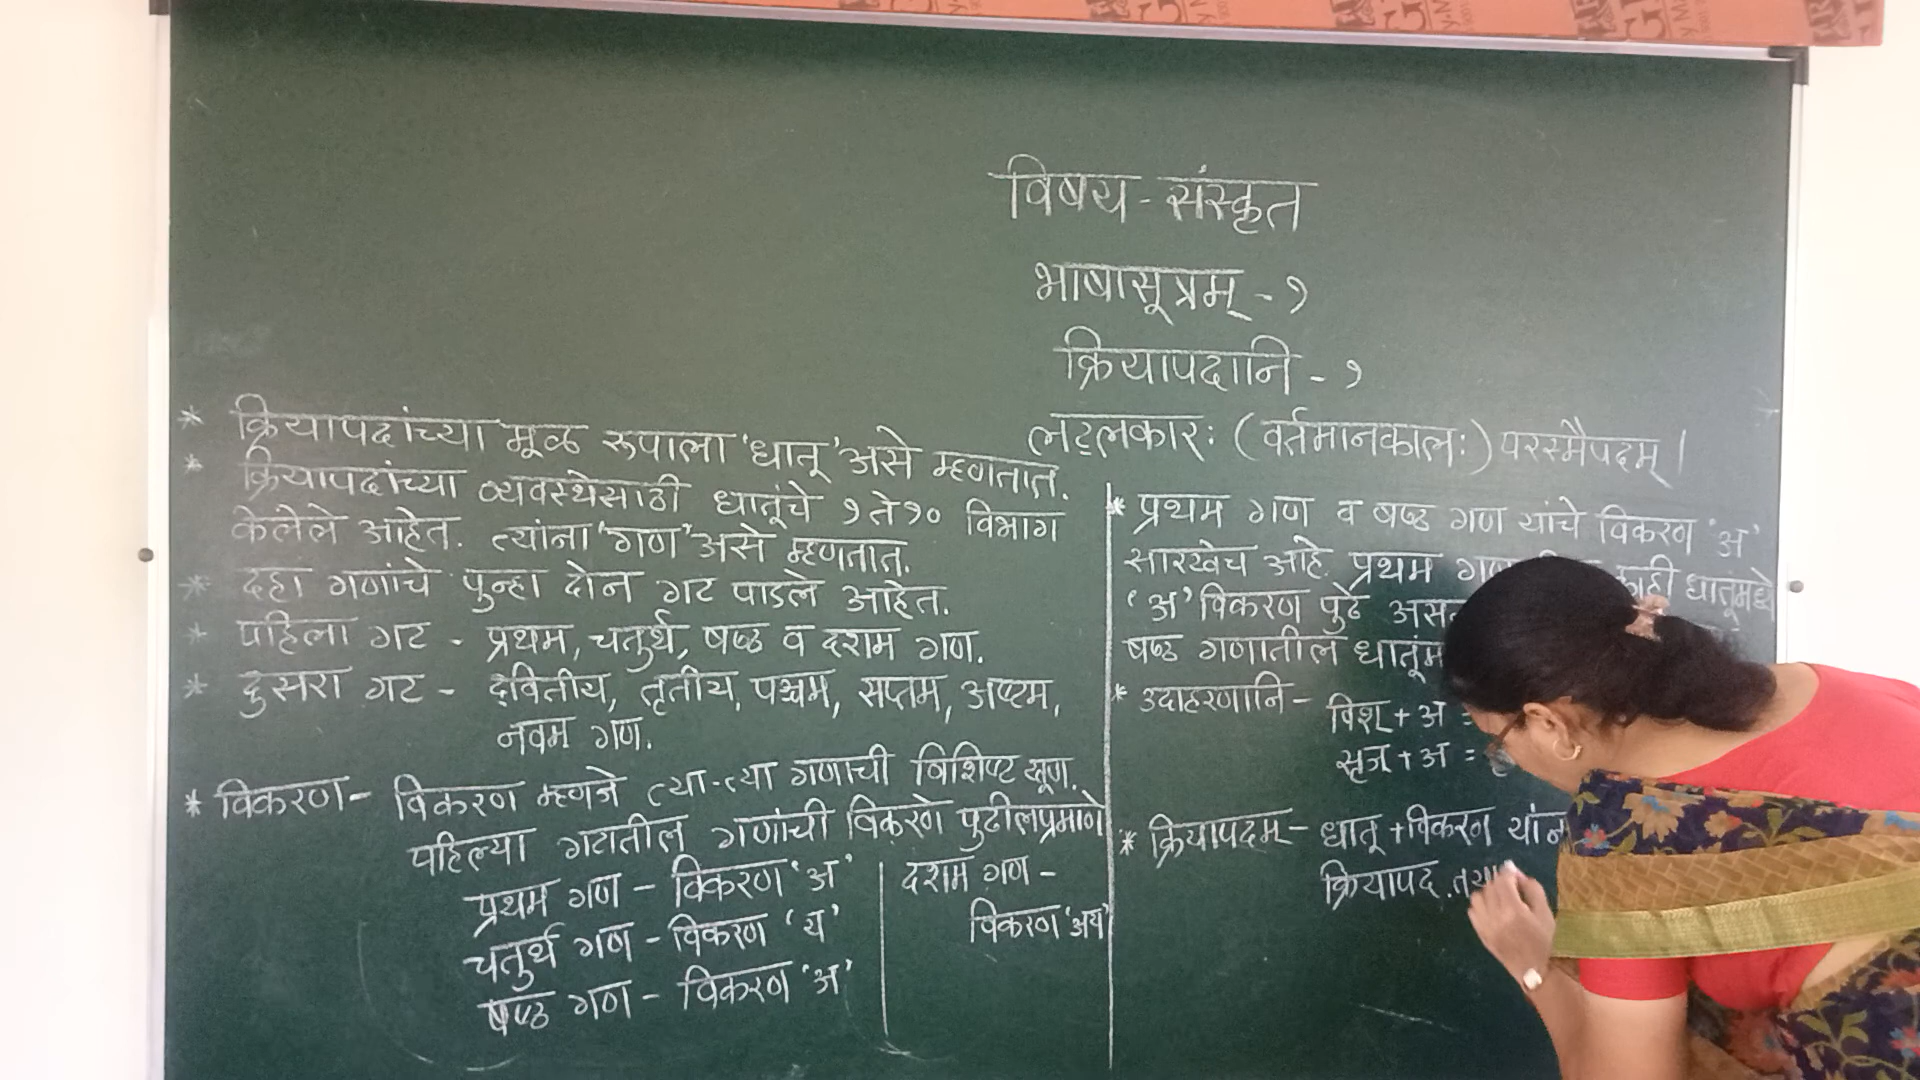 विषय - संस्कृत
भाषासूत्रम् - १
क्रियापदानि - १
लट्लकारः (वर्तमानकालः) परस्मैपदम् ।
* क्रियापदांच्या मूळ रूपाला 'धातू' असे म्हणतात.
* क्रियापदांच्या व्यवस्थेसाठी धातूंचे १ ते १० विभाग
केलेले आहेत. त्यांना 'गण' असे म्हणतात.
* दहा गणांचे पुन्हा दोन गट पाडले आहेत.
* पहिला गट - प्रथम, चतुर्थ, षष्ठ व दशम गण.
* दुसरा गट - द्वितीय, तृतीय, पञ्चम, सप्तम, अष्टम,
नवम गण.
* विकरण - विकरण म्हणजे त्या-त्या गणाची विशिष्ट खूण.
पहिल्या गटातील गणांची विकरणे पुढीलप्रमाणे
प्रथम गण - विकरण 'अ'
चतुर्थ गण - विकरण 'य'
षष्ठ गण - विकरण 'अ'
दशम गण -
विकरण 'अय'
* प्रथम गण व षष्ठ गण यांचे विकरण 'अ'
सारखेच आहे. प्रथम काही धातूंमध्ये
'अ' विकरण पुढे
षष्ठ गणातील
* उदाहरणानि - विश् + अ =
सृज् + अ =
* क्रियापदम् - धातू + विकरण
क्रियापद